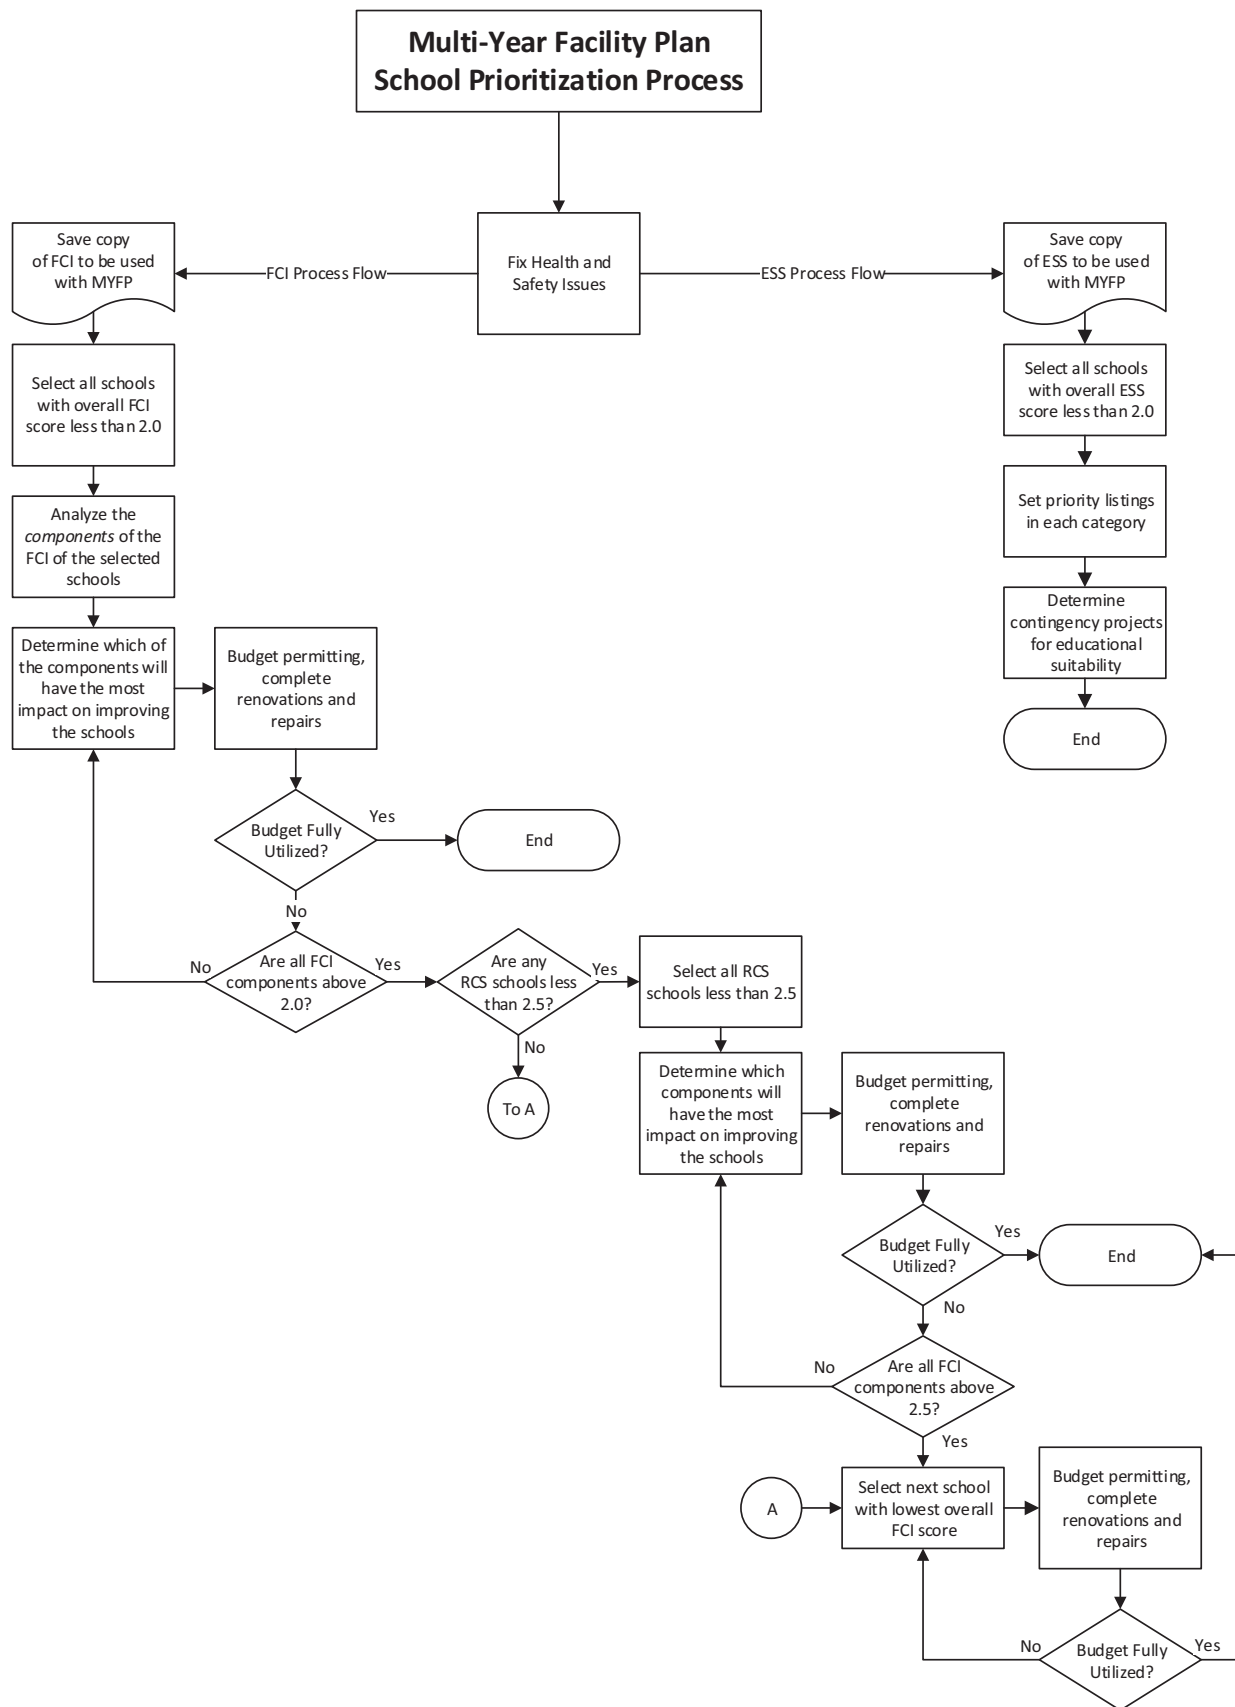 Multi-Year Facility Plan
School Prioritization Process
Save copy
of FCI to be used
with MYFP
FCI Process Flow
Fix Health and
Safety Issues
ESS Process Flow
Save copy
of ESS to be used
with MYFP
Select all schools
with overall FCI
score less than 2.0
Select all schools
with overall ESS
score less than 2.0
Analyze the
components of the
FCI of the selected
schools
Set priority listings
in each category
Determine which of
the components will
have the most
impact on improving
the schools
Budget permitting,
complete
renovations and
repairs
Determine
contingency projects
for educational
suitability
End
Budget Fully
Utilized?
Yes
End
No
Are all FCI
components above
2.0?
No
Yes
Are any
RCS schools less
than 2.5?
Yes
Select all RCS
schools less than 2.5
No
To A
Determine which
components will
have the most
impact on improving
the schools
Budget permitting,
complete
renovations and
repairs
Budget Fully
Utilized?
Yes
End
No
Are all FCI
components above
2.5?
No
Yes
A
Select next school
with lowest overall
FCI score
Budget permitting,
complete
renovations and
repairs
No
Budget Fully
Utilized?
Yes